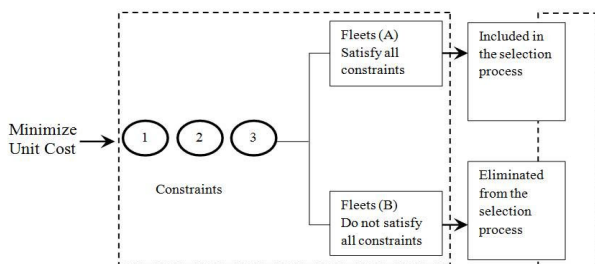 Minimize
Unit Cost
1 2 3
Constraints
Fleets (A)
Satisfy all
constraints
Included in
the selection
process
Fleets (B)
Do not satisfy
all constraints
Eliminated
from the
selection
process